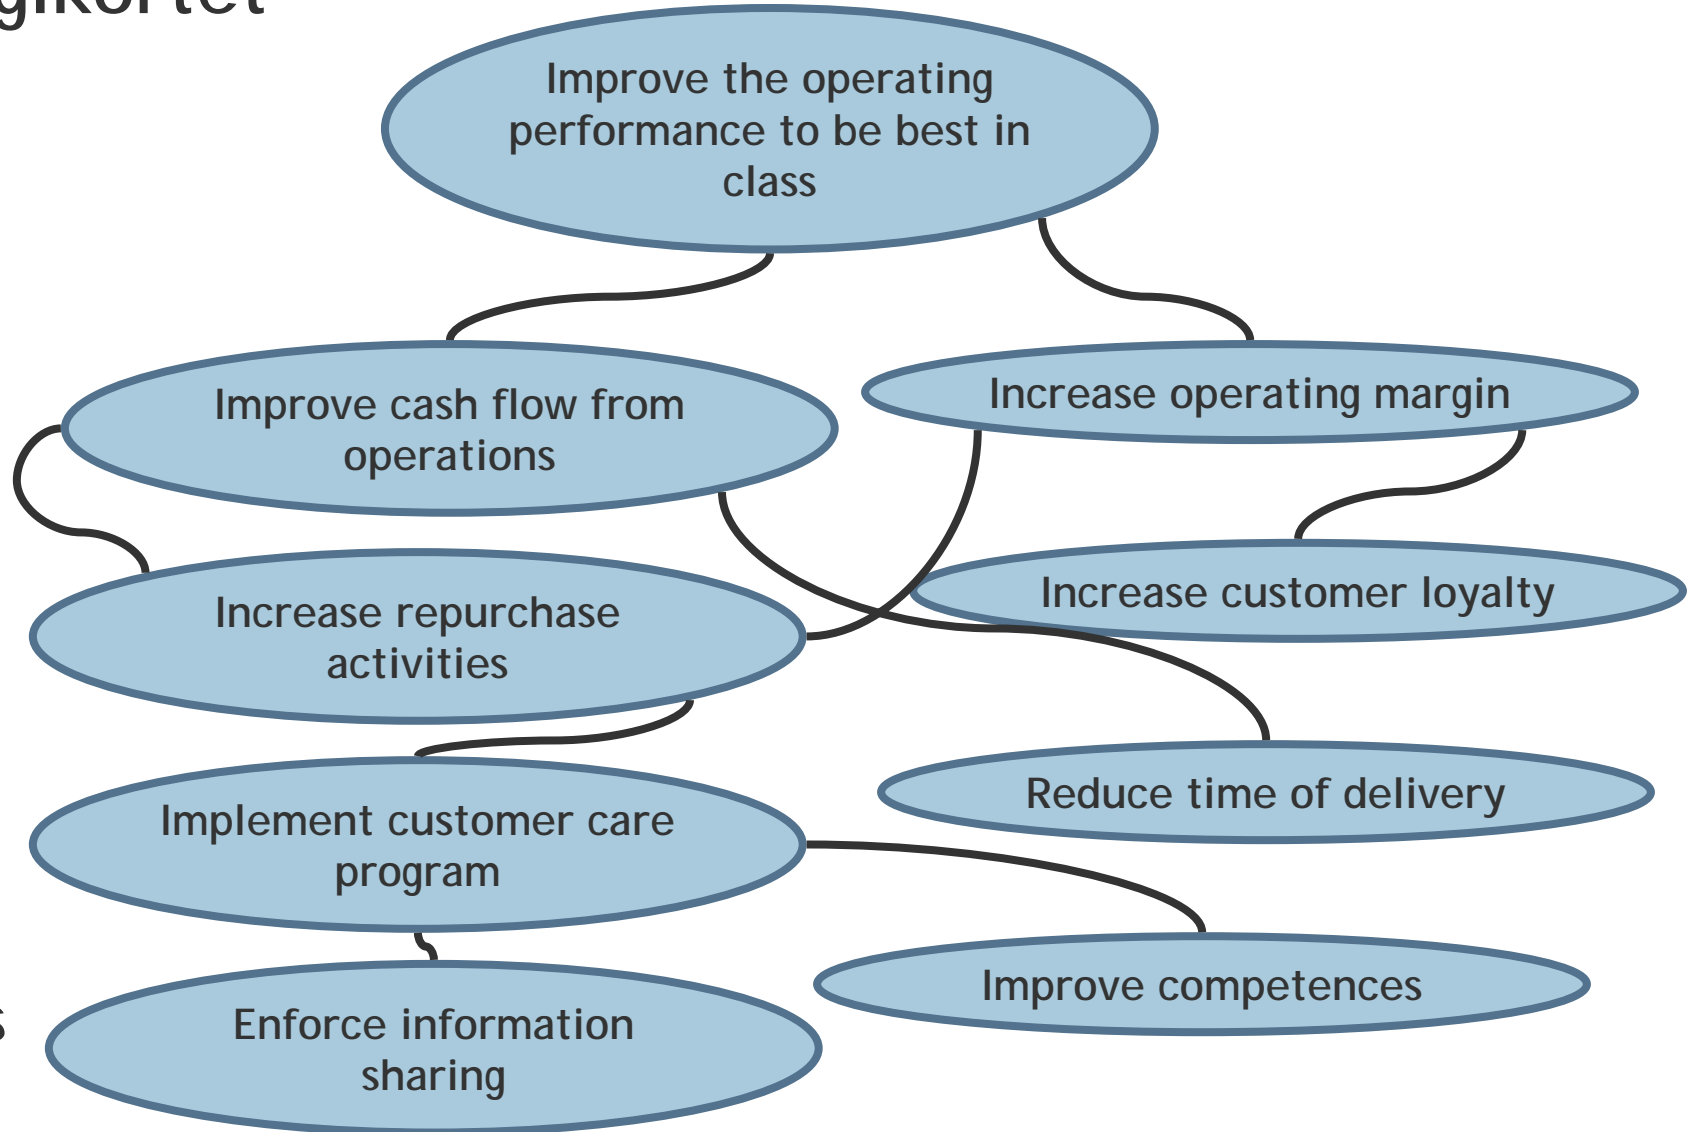 gikortet
Improve the operating
performance to be best in
class
Improve cash flow from
operations
Increase operating margin
Increase repurchase
activities
Increase customer loyalty
Implement customer care
program
Reduce time of delivery
Enforce information
sharing
Improve competences
s